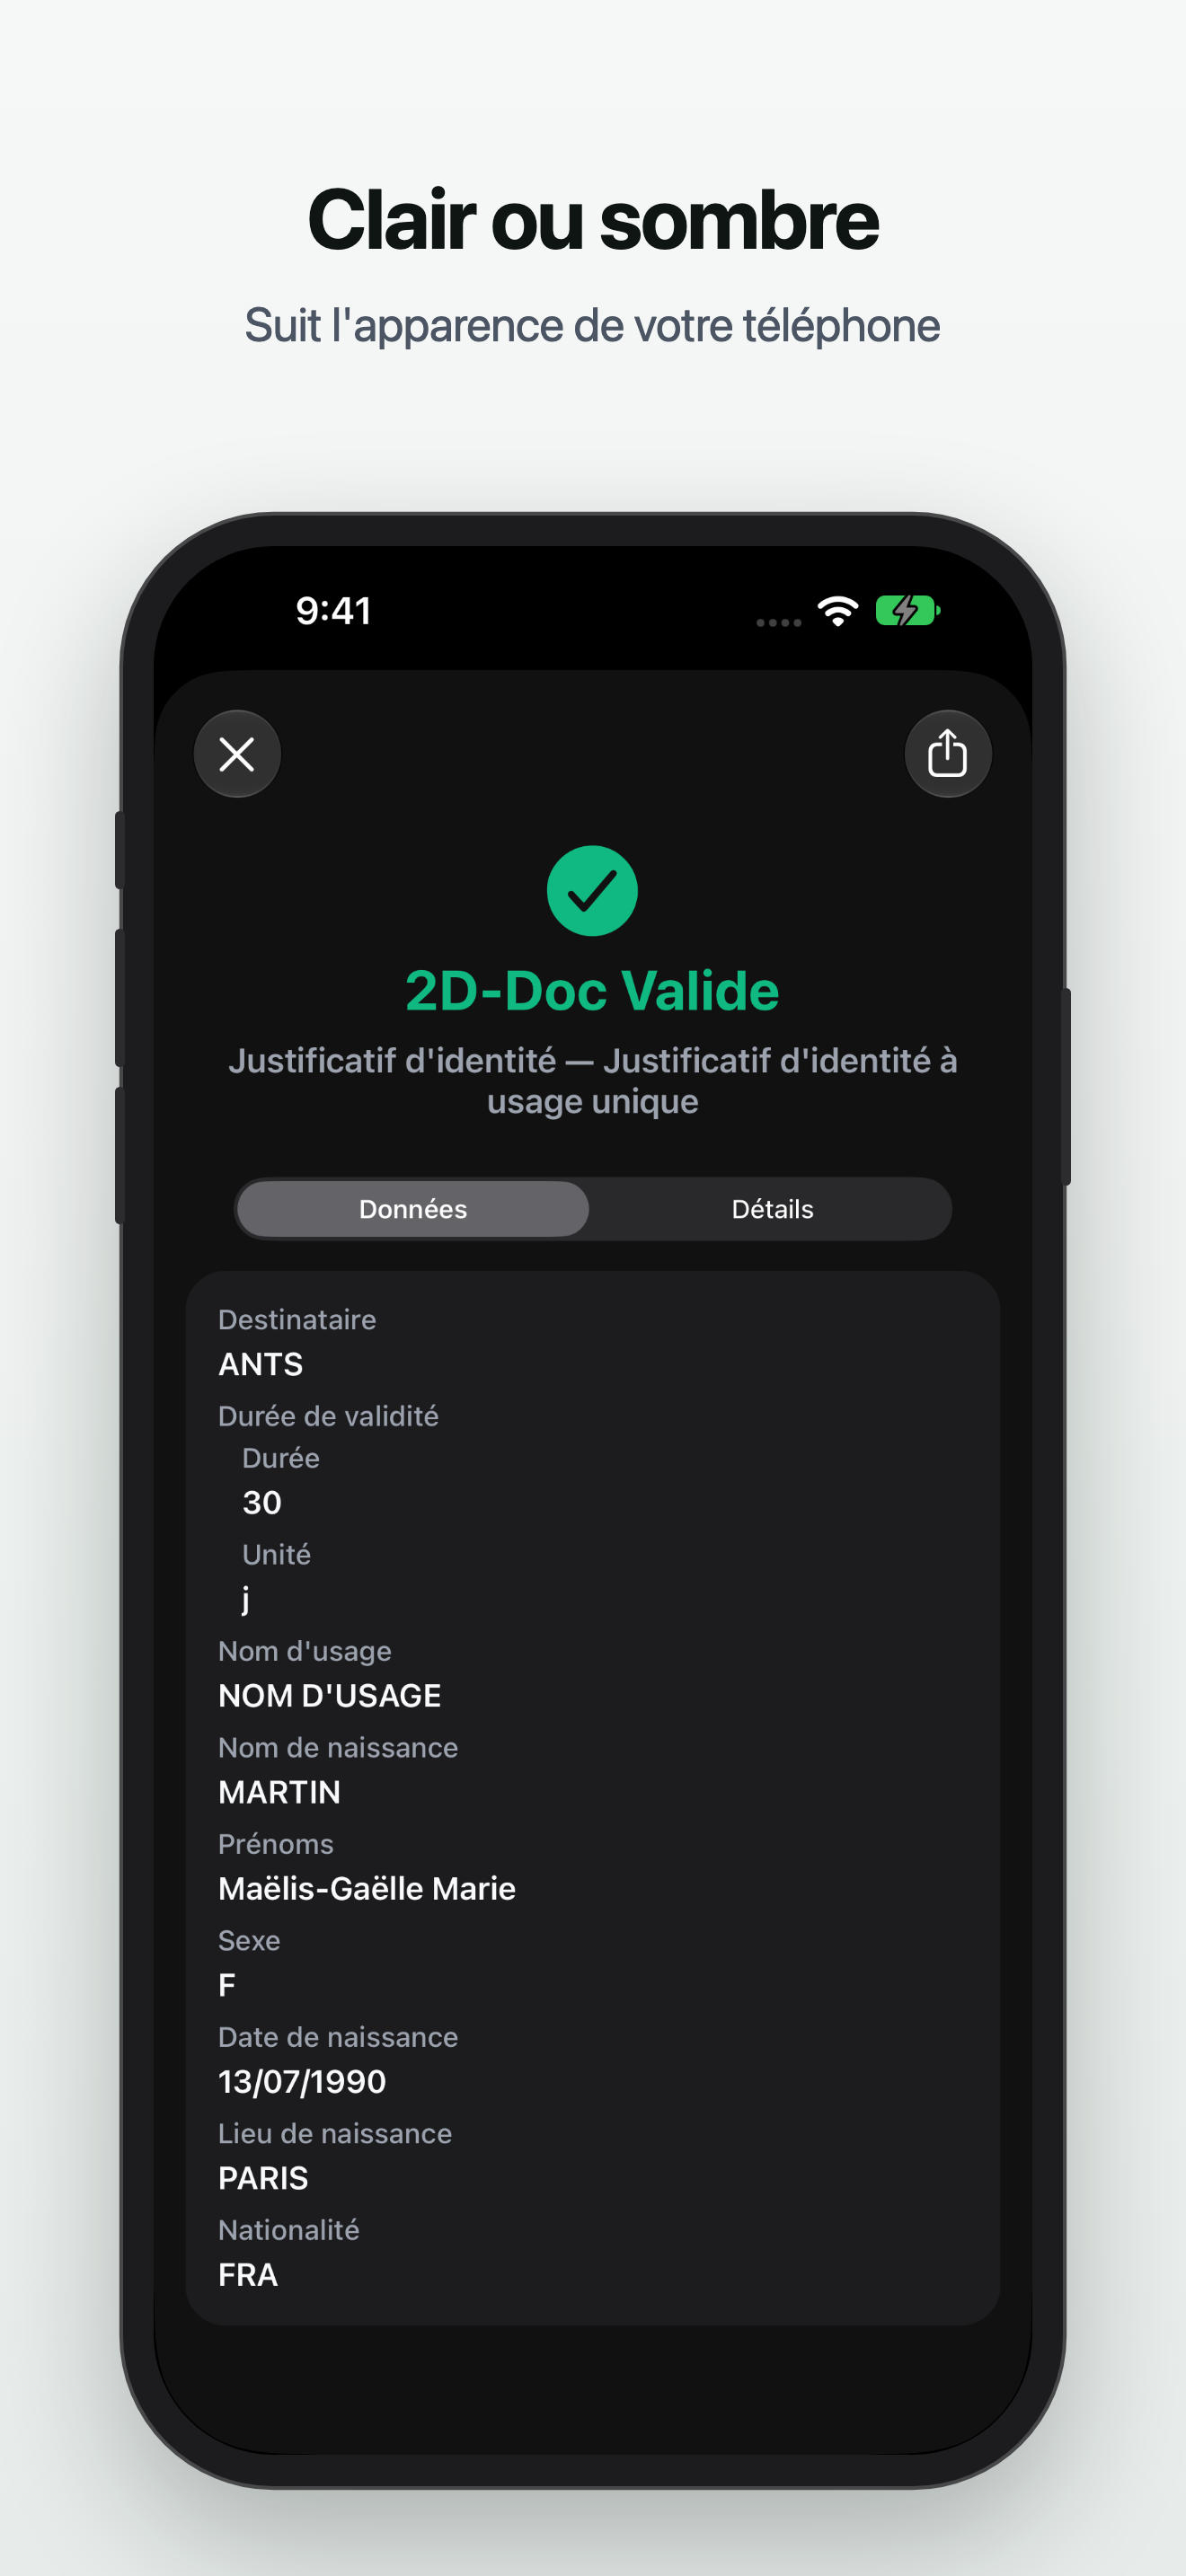 Clair ou sombre
Suit l'apparence de votre téléphone
9:41
2D-Doc Valide
Justificatif d'identité — Justificatif d'identité à
usage unique
Données
Détails
Destinataire
ANTS
Durée de validité
Durée
30
Unité
j
Nom d'usage
NOM D'USAGE
Nom de naissance
MARTIN
Prénoms
Maëlis-Gaëlle Marie
Sexe
F
Date de naissance
13/07/1990
Lieu de naissance
PARIS
Nationalité
FRA